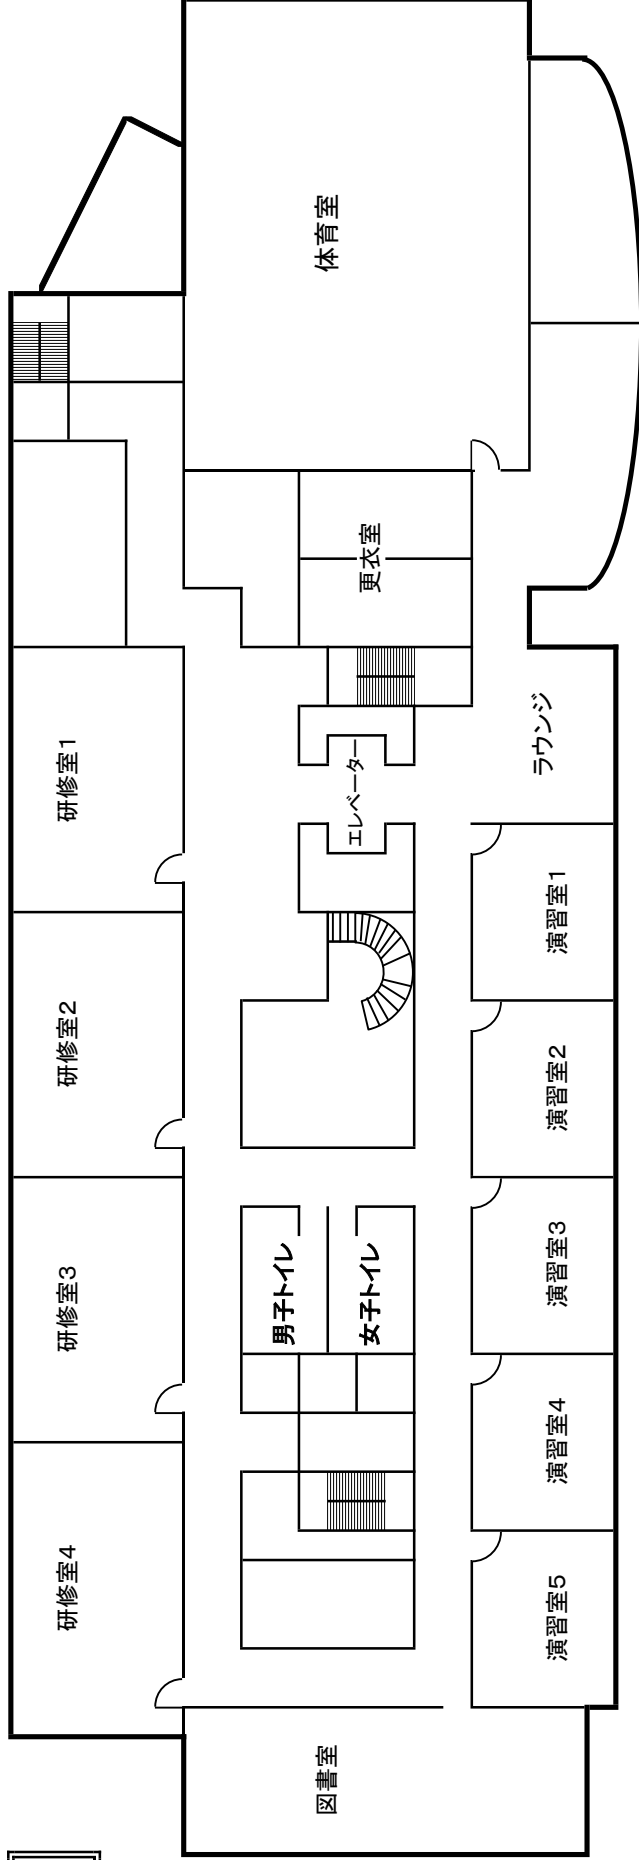 体育室
更衣室
研修室1
エレベーター
ラウンジ
演習室1
研修室2
演習室2
研修室3
男子トイレ
女子トイレ
演習室3
演習室4
研修室4
演習室5
図書室